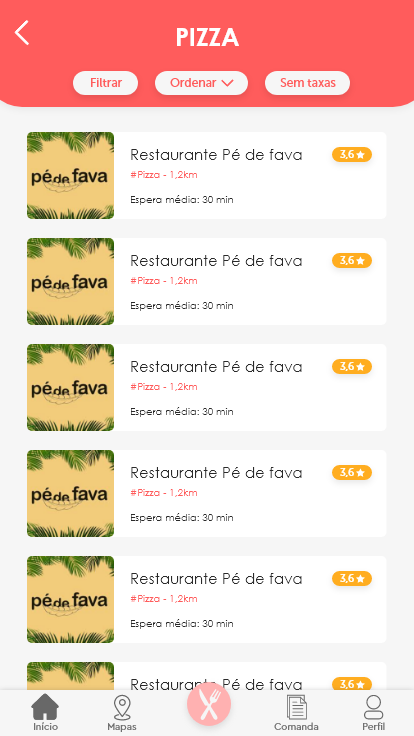 PIZZA
Filtrar
Ordenar
Sem taxas
pé de fava
Restaurante Pé de fava
3,6
#Pizza - 1,2km
Espera média: 30 min
pé de fava
Restaurante Pé de fava
3,6
#Pizza - 1,2km
Espera média: 30 min
pé de fava
Restaurante Pé de fava
3,6
#Pizza - 1,2km
Espera média: 30 min
pé de fava
Restaurante Pé de fava
3,6
#Pizza - 1,2km
Espera média: 30 min
pé de fava
Restaurante Pé de fava
3,6
#Pizza - 1,2km
Espera média: 30 min
Restaurante Pé de fava
3,6
Início
Mapas
Comanda
Perfil